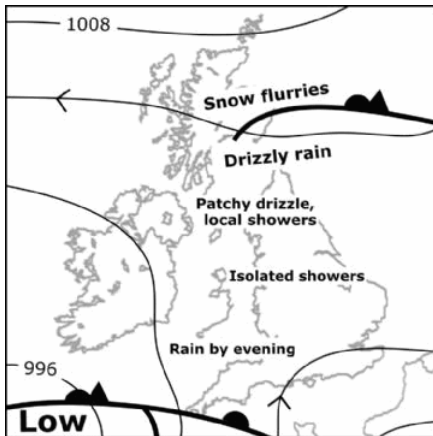 1008
Snow flurries
Drizzly rain
Patchy drizzle,
local showers
Isolated showers
Rain by evening
996
Low